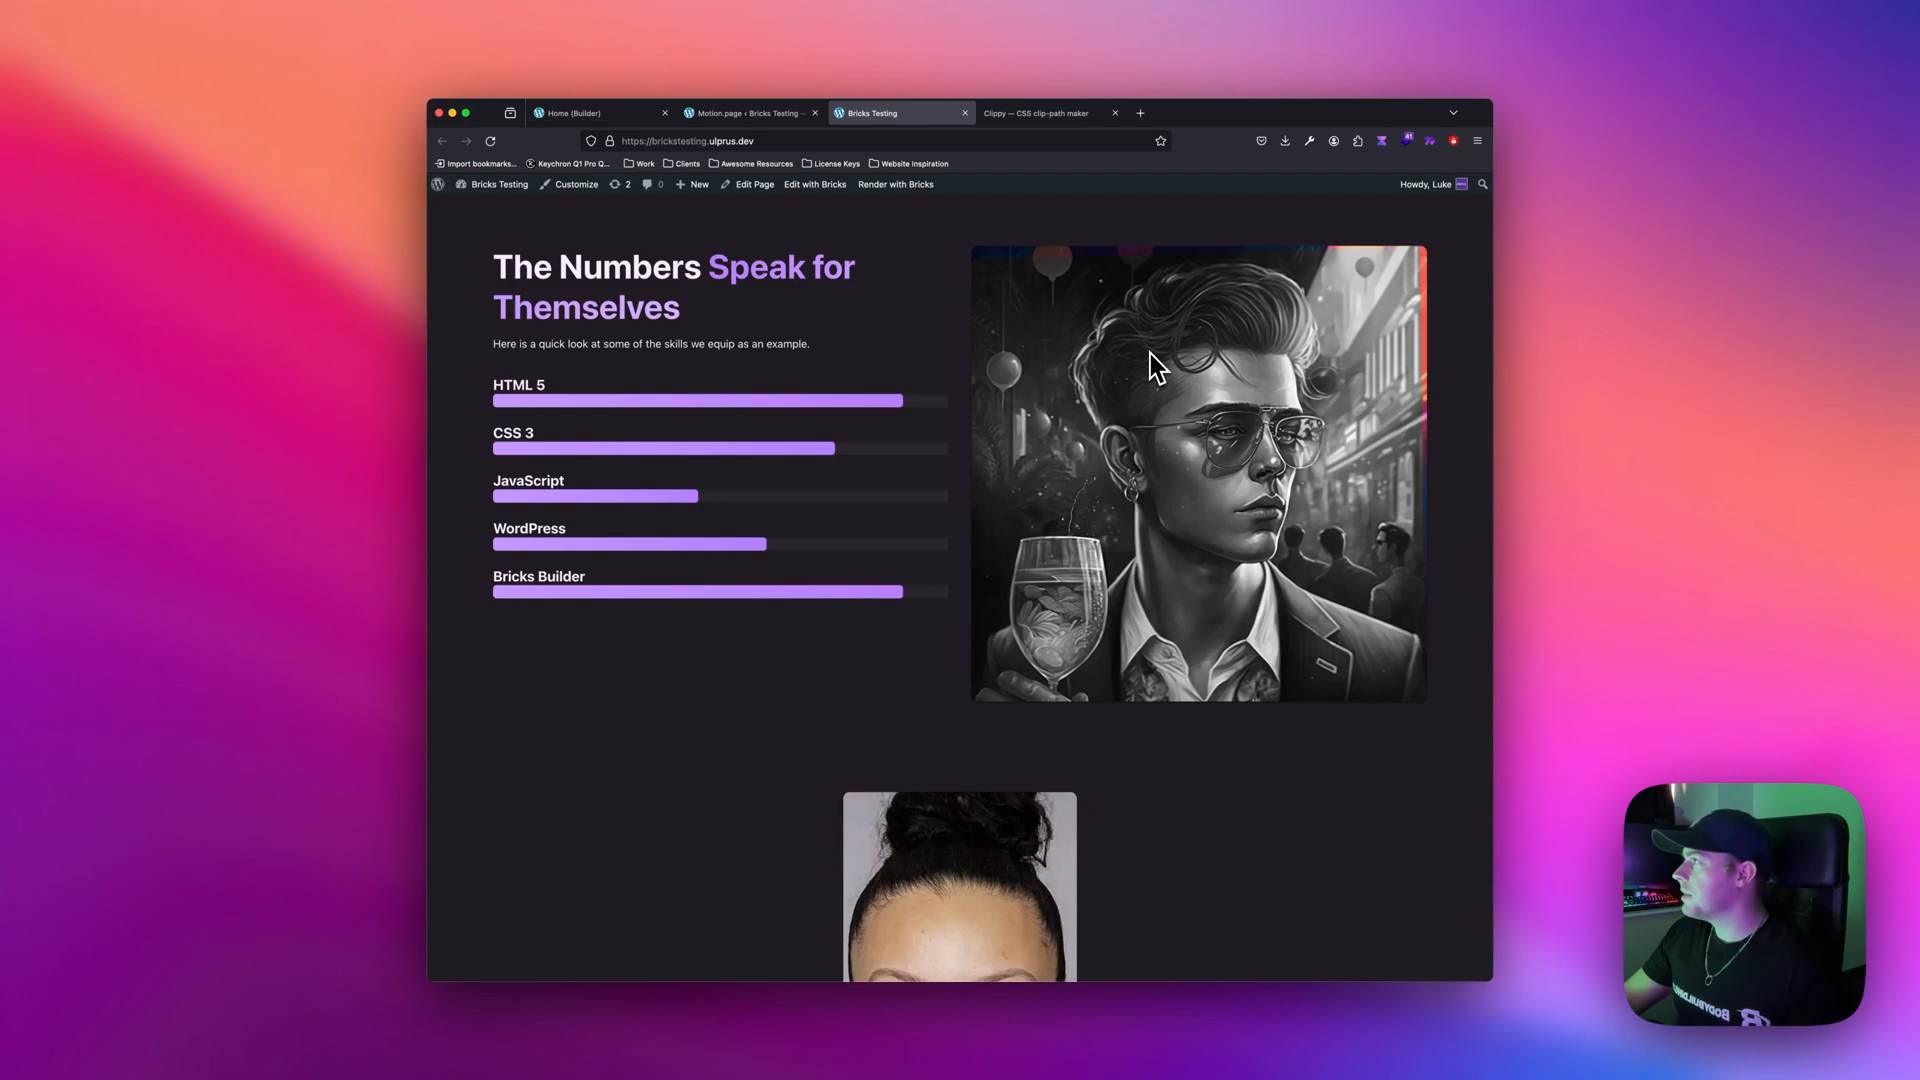 Home (Builder)
Motion.page ‹ Bricks Testing —
Bricks Testing
Clippy — CSS clip-path maker
https://brickstesting.ulprus.dev
41
Import bookmarks...
Keychron Q1 Pro Q...
Work
Clients
Awesome Resources
License Keys
Website Inspiration
Bricks Testing
Customize
2
0
New
Edit Page
Edit with Bricks
Render with Bricks
Howdy, Luke
The Numbers Speak for
Themselves
Here is a quick look at some of the skills we equip as an example.
HTML 5
CSS 3
JavaScript
WordPress
Bricks Builder